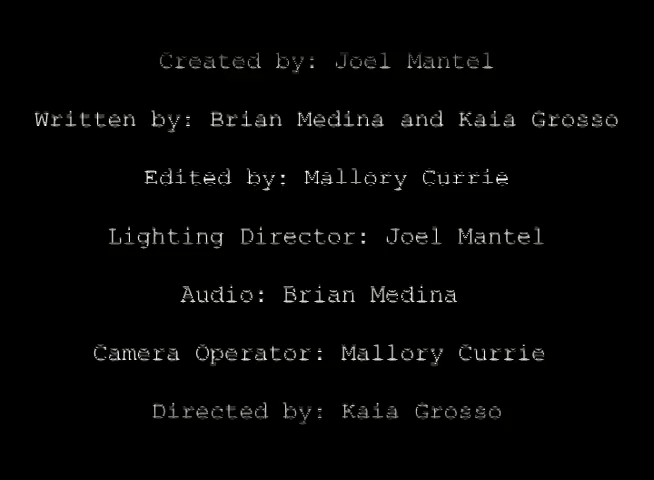 Created by: Joel Mantel
Written by: Brian Medina and Kaia Grosso
Edited by: Mallory Currie
Lighting Director: Joel Mantel
Audio: Brian Medina
Camera Operator: Mallory Currie
Directed by: Kaia Grosso